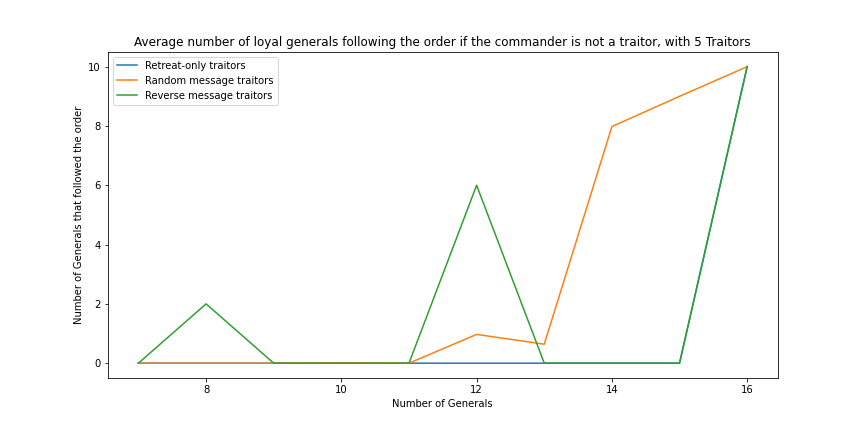 Average number of loyal generals following the order if the commander is not a traitor, with 5 Traitors
Retreat-only traitors
Random message traitors
Reverse message traitors
Number of Generals that followed the order
10
8
6
4
2
0
8 10 12 14 16
Number of Generals